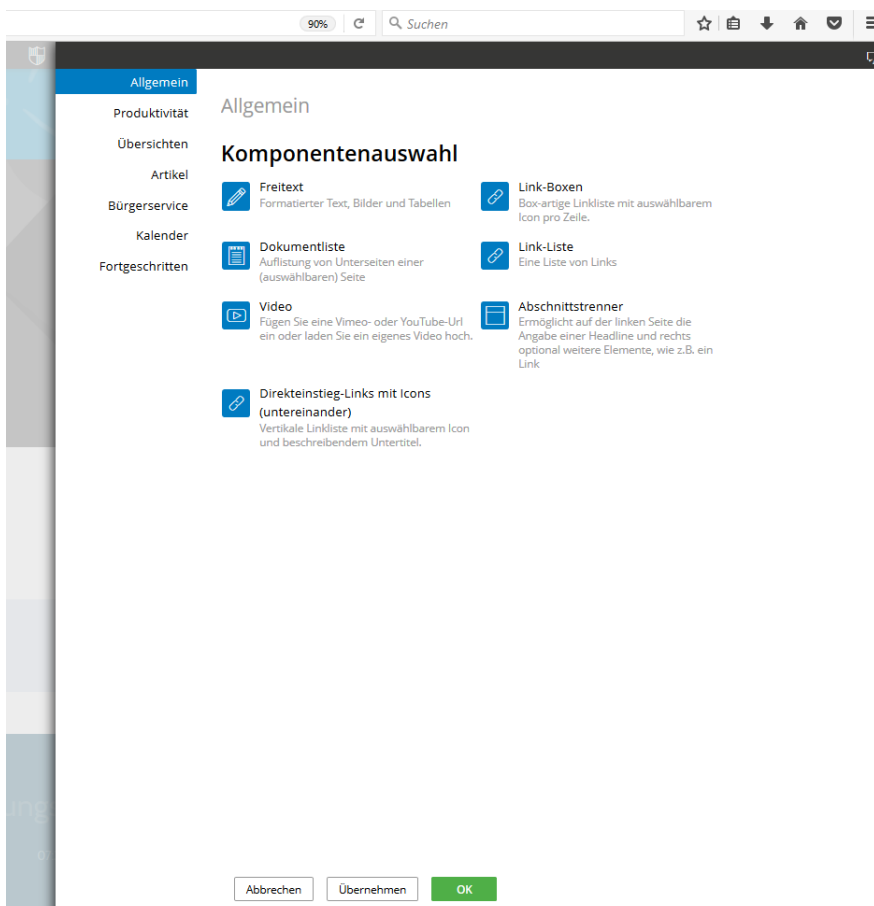 90%
Suchen
Allgemein
Produktivität
Übersichten
Artikel
Bürgerservice
Kalender
Fortgeschritten
Allgemein
Komponentenauswahl
Freitext
Formatierter Text, Bilder und Tabellen
Link-Boxen
Box-artige Linkliste mit auswählbarem
Icon pro Zeile.
Dokumentliste
Auflistung von Unterseiten einer
(auswählbaren) Seite
Link-Liste
Eine Liste von Links
Video
Fügen Sie eine Vimeo- oder YouTube-Url
ein oder laden Sie ein eigenes Video hoch.
Abschnittstrenner
Ermöglicht auf der linken Seite die
Angabe einer Headline und rechts
optional weitere Elemente, wie z.B. ein
Link
Direkteinstieg-Links mit Icons
(untereinander)
Vertikale Linkliste mit auswählbarem Icon
und beschreibendem Untertitel.
ungs
07
Abbrechen
Übernehmen
OK